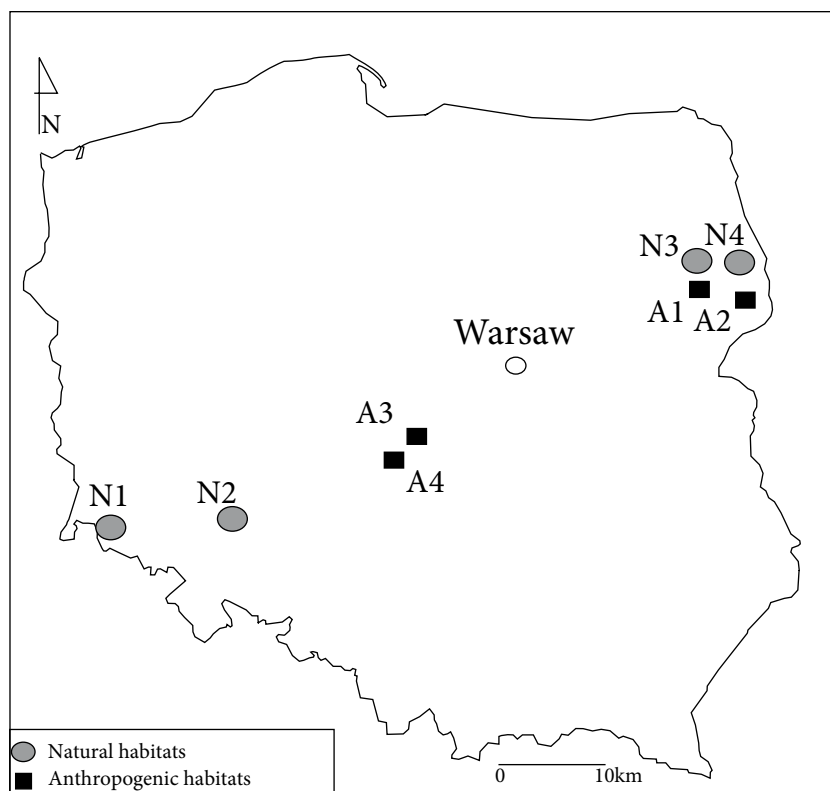 N
N3 N4
A1
A2
Warsaw
A3
A4
N1
N2
Natural habitats
Anthropogenic habitats
0 10km